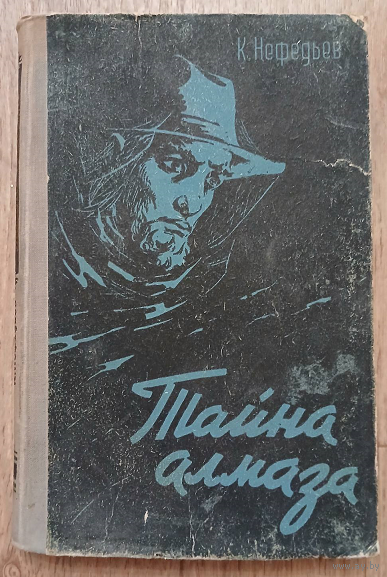 К. Нефедьев
Тайна
алмаза